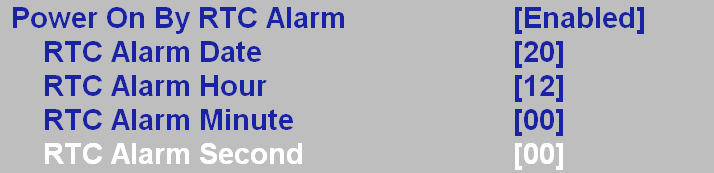 Power On By RTC Alarm [Enabled]
RTC Alarm Date [20]
RTC Alarm Hour [12]
RTC Alarm Minute [00]
RTC Alarm Second [00]